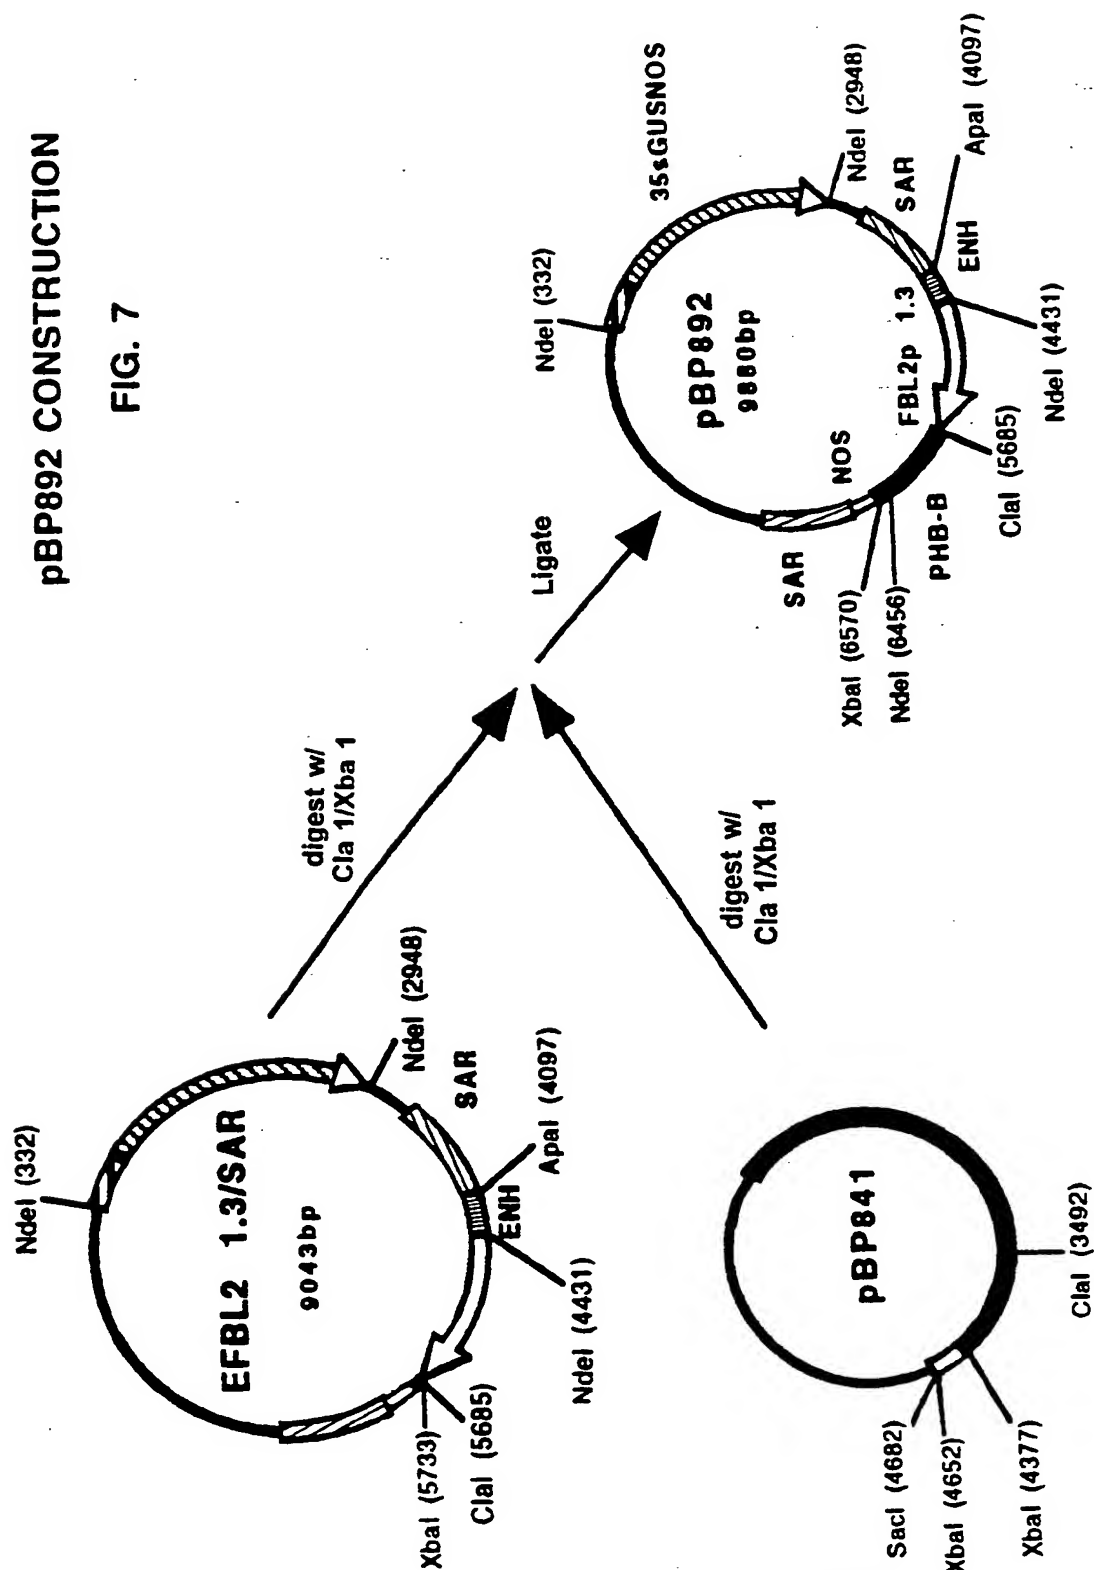 pBP892 CONSTRUCTION
FIG. 7
NdeI (332)
EFBL2 1.3/SAR
9043bp
NdeI (2948)
SAR
ApaI (4097)
ENH
NdeI (4431)
ClaI (5685)
XbaI (5733)
digest w/
Cla 1/Xba 1
pBP841
ClaI (3492)
XbaI (4377)
XbaI (4652)
SacI (4682)
digest w/
Cla 1/Xba 1
Ligate
NdeI (332)
35sGUSNOS
pBP892
9880bp
NdeI (2948)
SAR
ApaI (4097)
ENH
NdeI (4431)
FBL2p 1.3
ClaI (5685)
PHB-B
NdeI (6456)
XbaI (6570)
NOS
SAR